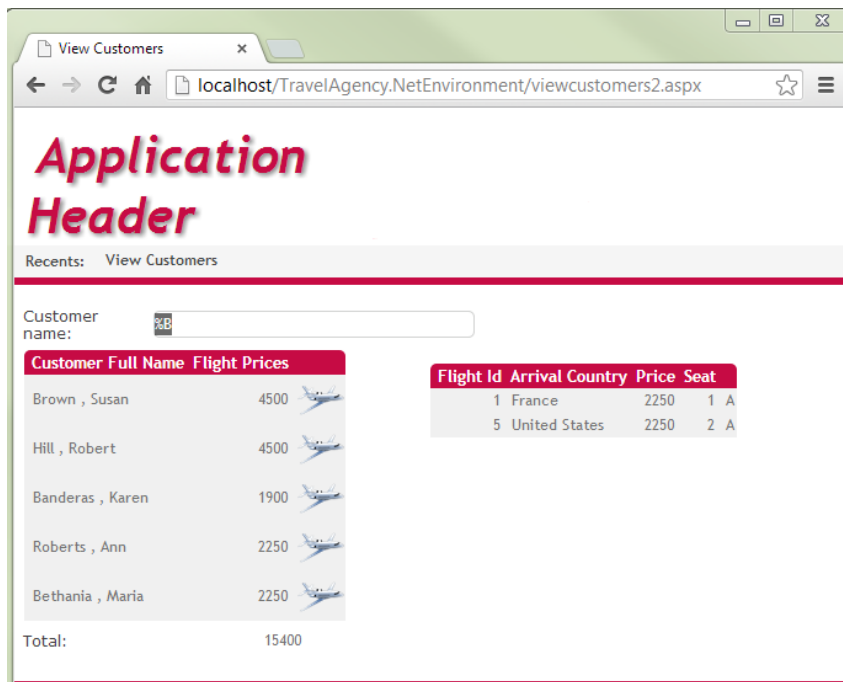 View Customers
localhost/TravelAgency.NetEnvironment/viewcustomers2.aspx
Application
Header
Recents: View Customers
Customer
name:
%B
Customer Full Name Flight Prices
Brown , Susan 4500
Hill , Robert 4500
Banderas , Karen 1900
Roberts , Ann 2250
Bethania , Maria 2250
Total: 15400
Flight Id Arrival Country Price Seat
1 France 2250 1 A
5 United States 2250 2 A